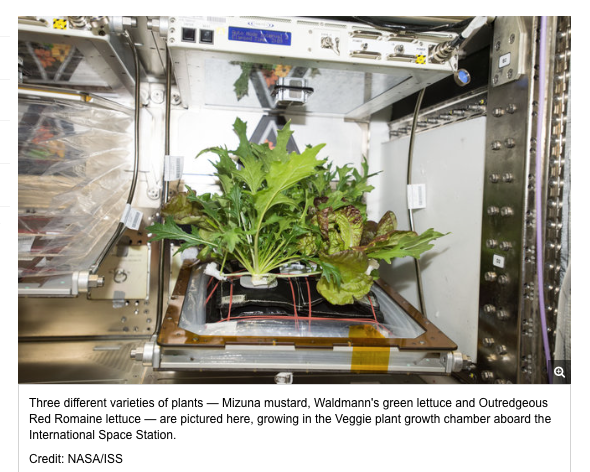 Three different varieties of plants — Mizuna mustard, Waldmann's green lettuce and Outredgeous
Red Romaine lettuce — are pictured here, growing in the Veggie plant growth chamber aboard the
International Space Station.
Credit: NASA/ISS